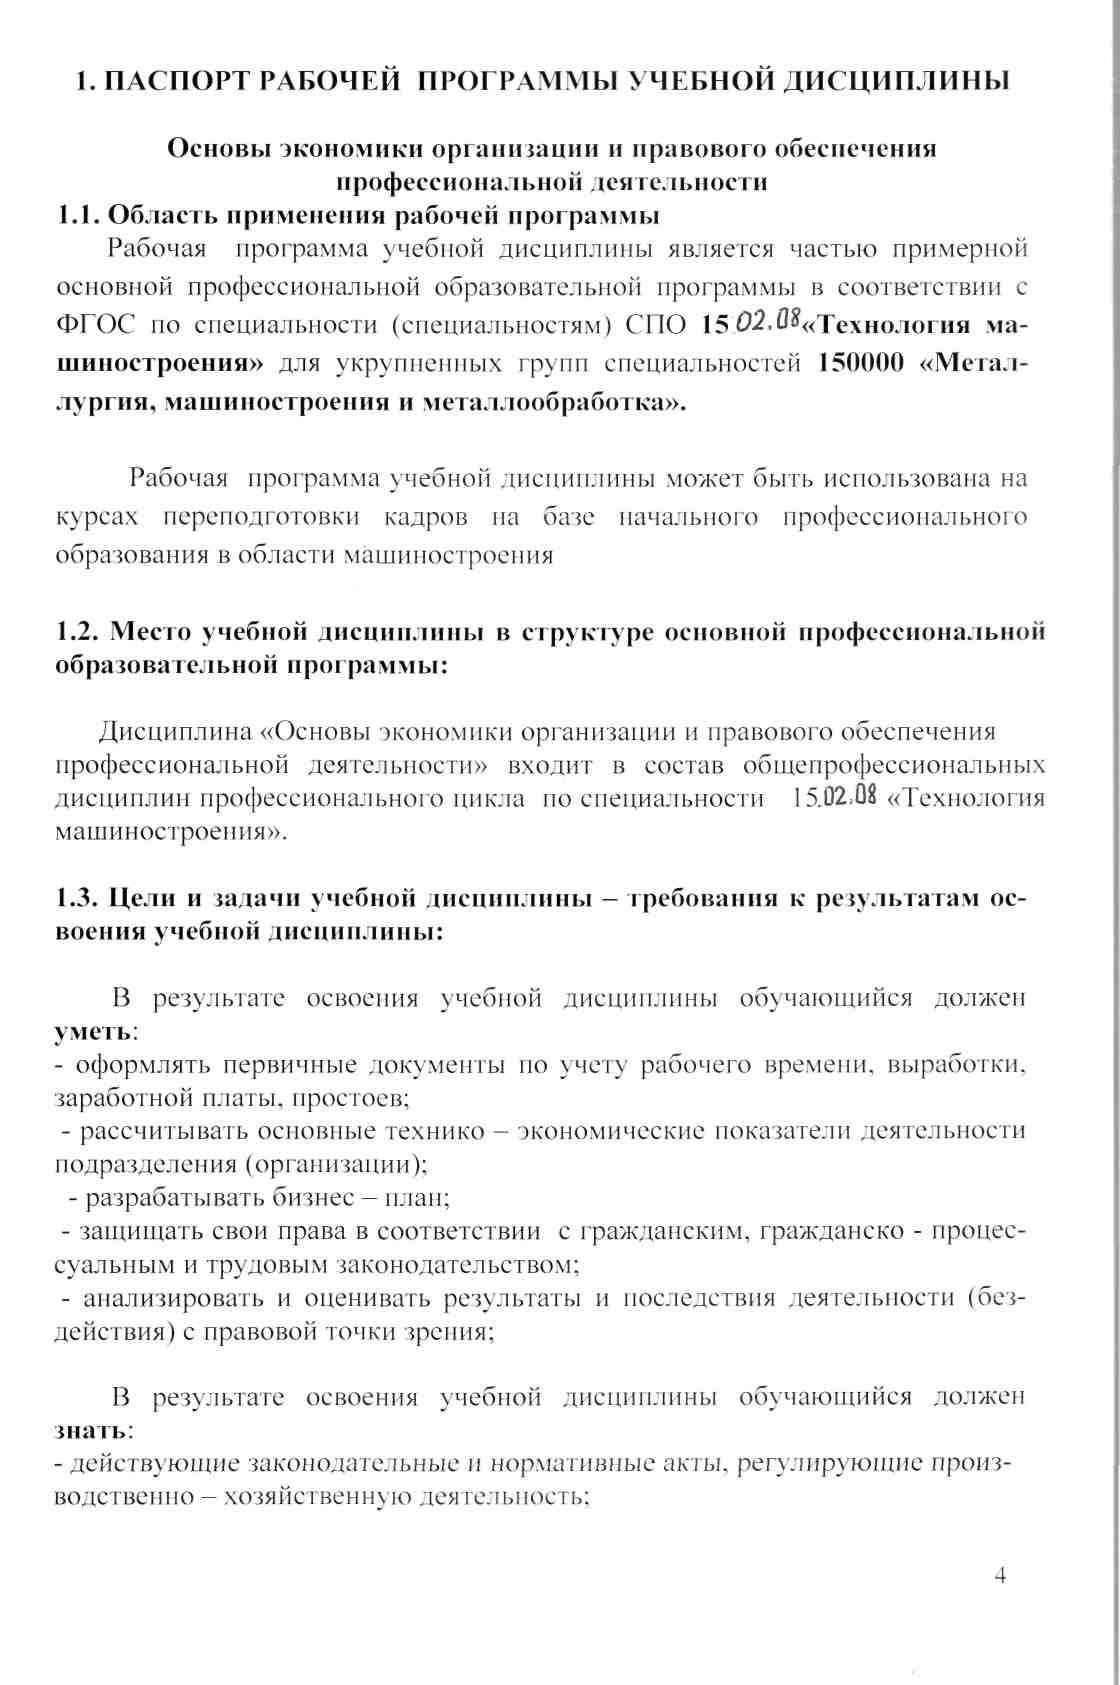 1. ПАСПОРТ РАБОЧЕЙ ПРОГРАММЫ УЧЕБНОЙ ДИСЦИПЛИНЫ
Основы экономики организации и правового обеспечения
профессиональной деятельности
1.1. Область применения рабочей программы
Рабочая программа учебной дисциплины является частью примерной
основной профессиональной образовательной программы в соответствии с
ФГОС по специальности (специальностям) СПО 15.02.08 «Технология ма-
шиностроения» для укрупненных групп специальностей 150000 «Метал-
лургия, машиностроения и металлообработка».
Рабочая программа учебной дисциплины может быть использована на
курсах переподготовки кадров на базе начального профессионального
образования в области машиностроения
1.2. Место учебной дисциплины в структуре основной профессиональной
образовательной программы:
Дисциплина «Основы экономики организации и правового обеспечения
профессиональной деятельности» входит в состав общепрофессиональных
дисциплин профессионального цикла по специальности 15.02.08 «Технология
машиностроения».
1.3. Цели и задачи учебной дисциплины – требования к результатам ос-
воения учебной дисциплины:
В результате освоения учебной дисциплины обучающийся должен
уметь:
- оформлять первичные документы по учету рабочего времени, выработки,
заработной платы, простоев;
- рассчитывать основные технико – экономические показатели деятельности
подразделения (организации);
- разрабатывать бизнес – план;
- защищать свои права в соответствии с гражданским, гражданско - процес-
суальным и трудовым законодательством;
- анализировать и оценивать результаты и последствия деятельности (без-
действия) с правовой точки зрения;
В результате освоения учебной дисциплины обучающийся должен
знать:
- действующие законодательные и нормативные акты, регулирующие произ-
водственно – хозяйственную деятельность;
4